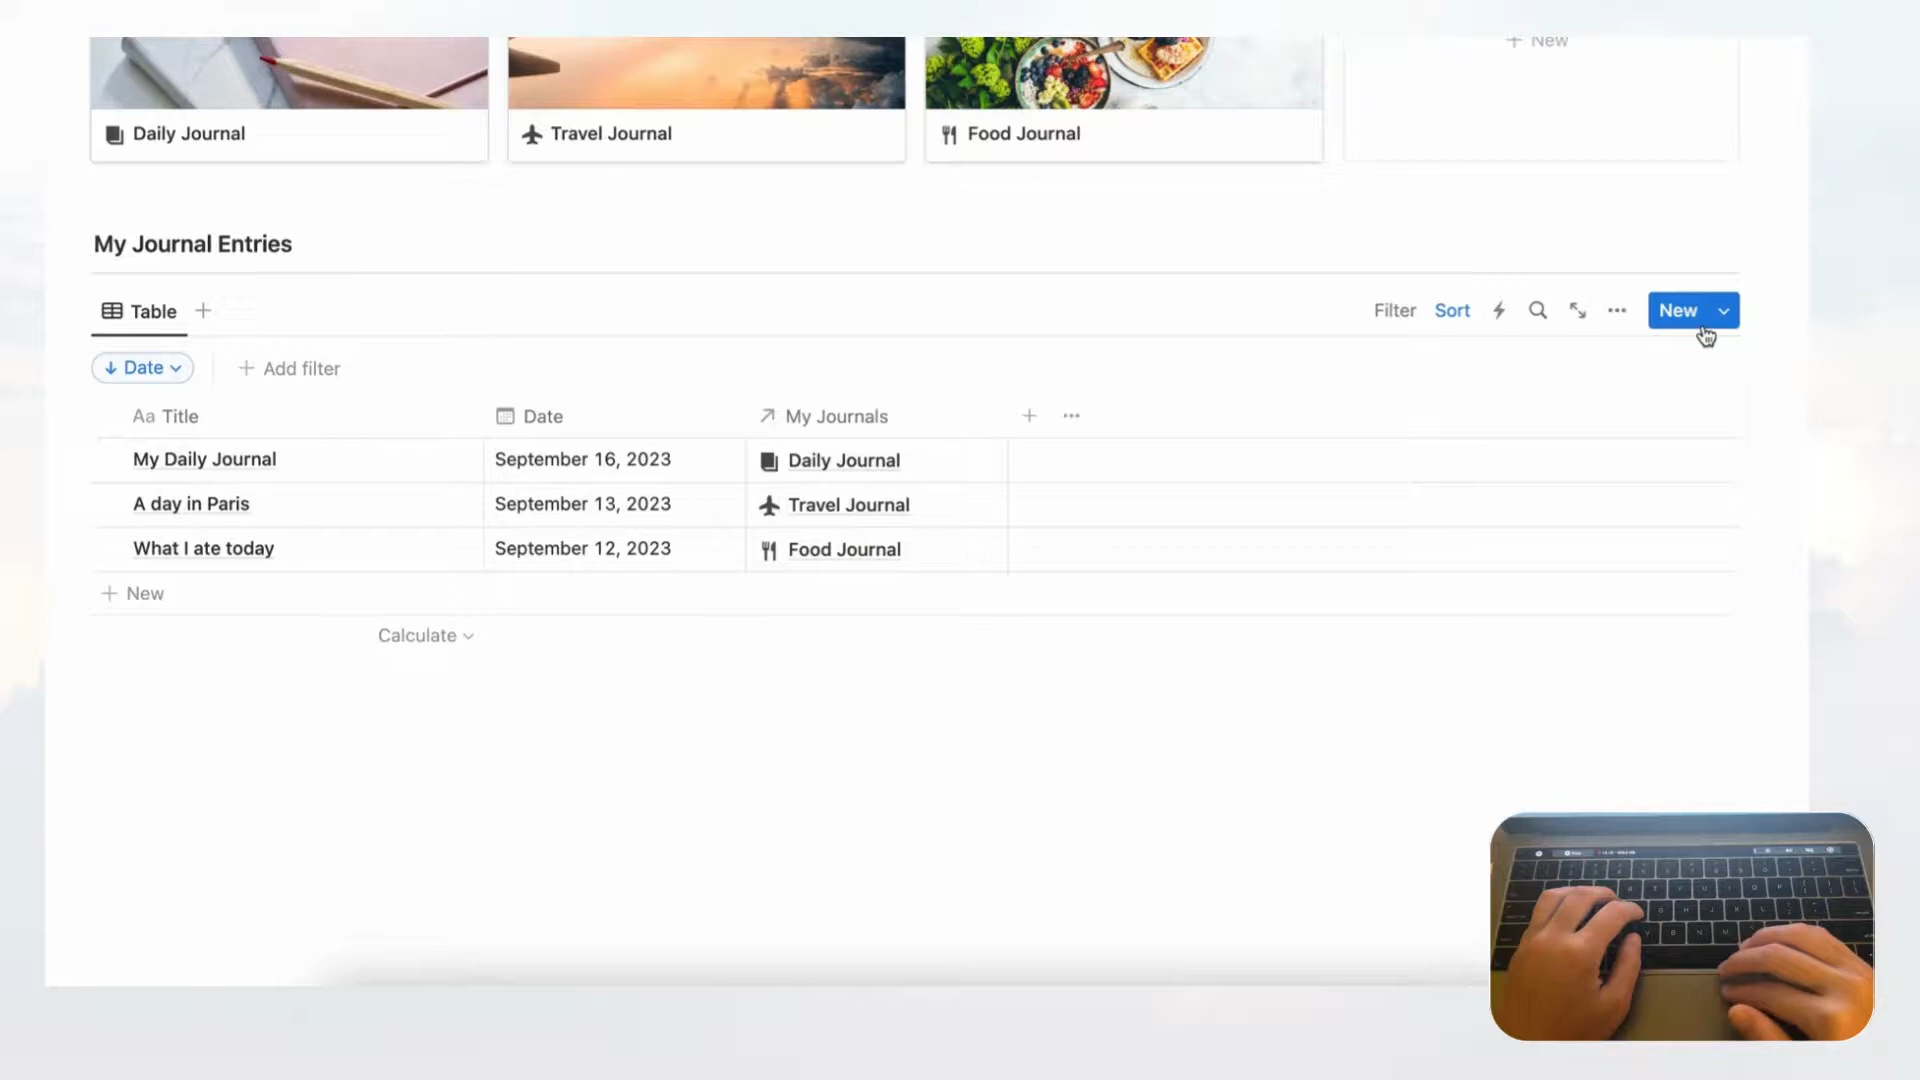 + New
Daily Journal
Travel Journal
Food Journal
My Journal Entries
Table +
Filter Sort ••• New
↓ Date + Add filter
Aa Title Date ↗ My Journals + •••
My Daily Journal September 16, 2023 Daily Journal
A day in Paris September 13, 2023 Travel Journal
What I ate today September 12, 2023 Food Journal
+ New
Calculate